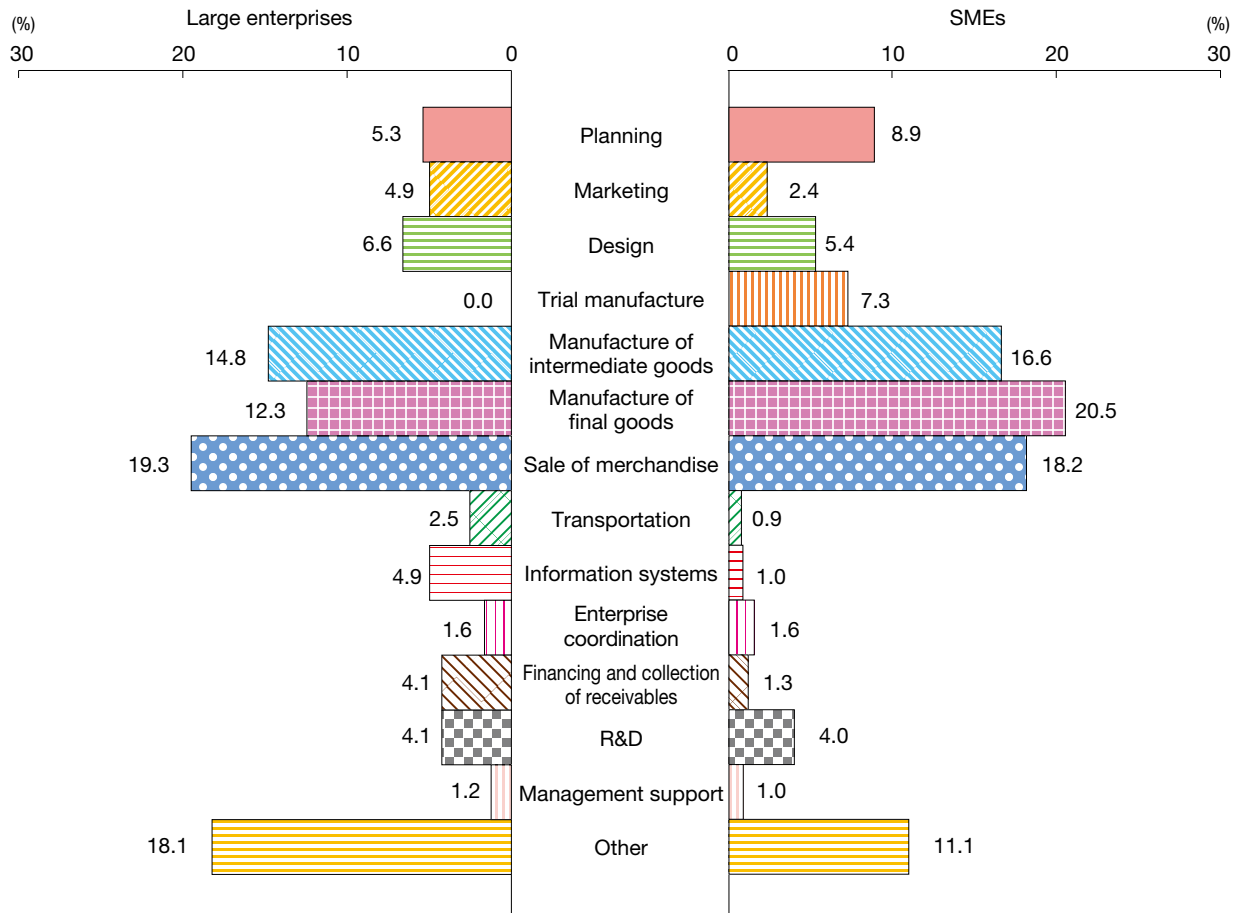 Large enterprises SMEs
(%) (%)
30 20 10 0 0 10 20 30
5.3 Planning 8.9
4.9 Marketing 2.4
6.6 Design 5.4
0.0 Trial manufacture 7.3
14.8 Manufacture of
intermediate goods 16.6
12.3 Manufacture of
final goods 20.5
19.3 Sale of merchandise 18.2
2.5 Transportation 0.9
4.9 Information systems 1.0
1.6 Enterprise
coordination 1.6
4.1 Financing and collection
of receivables 1.3
4.1 R&D 4.0
1.2 Management support 1.0
18.1 Other 11.1